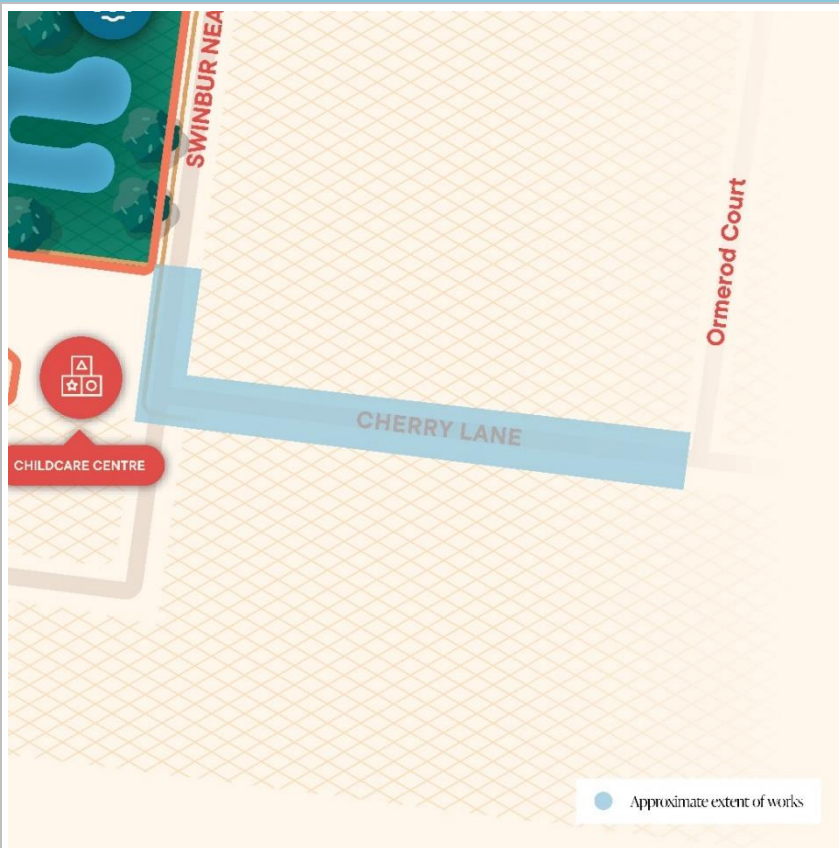 SWINBUR NEA
Ormerod Court
CHERRY LANE
CHILDCARE CENTRE
Approximate extent of works